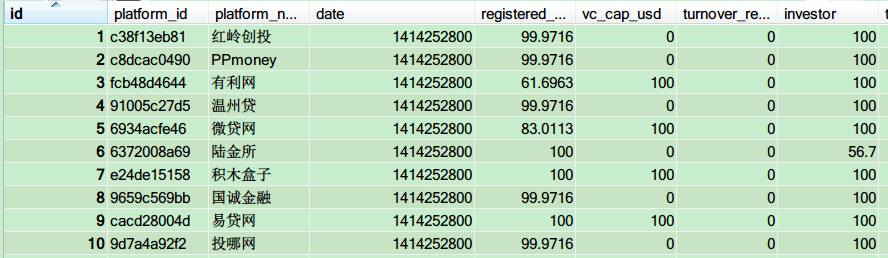 id platform_id platform_n... date registered_... vc_cap_usd turnover_re... investor
1 c38f13eb81 红岭创投 1414252800 99.9716 0 0 100
2 c8dcac0490 PPmoney 1414252800 99.9716 0 0 100
3 fcb48d4644 有利网 1414252800 61.6963 100 0 100
4 91005c27d5 温州贷 1414252800 99.9716 0 0 100
5 6934acfe46 微贷网 1414252800 83.0113 100 0 100
6 6372008a69 陆金所 1414252800 100 0 0 56.7
7 e24de15158 积木盒子 1414252800 100 100 0 100
8 9659c569bb 国诚金融 1414252800 99.9716 0 0 100
9 cacd28004d 易贷网 1414252800 100 100 0 100
10 9d7a4a92f2 投哪网 1414252800 99.9716 0 0 100